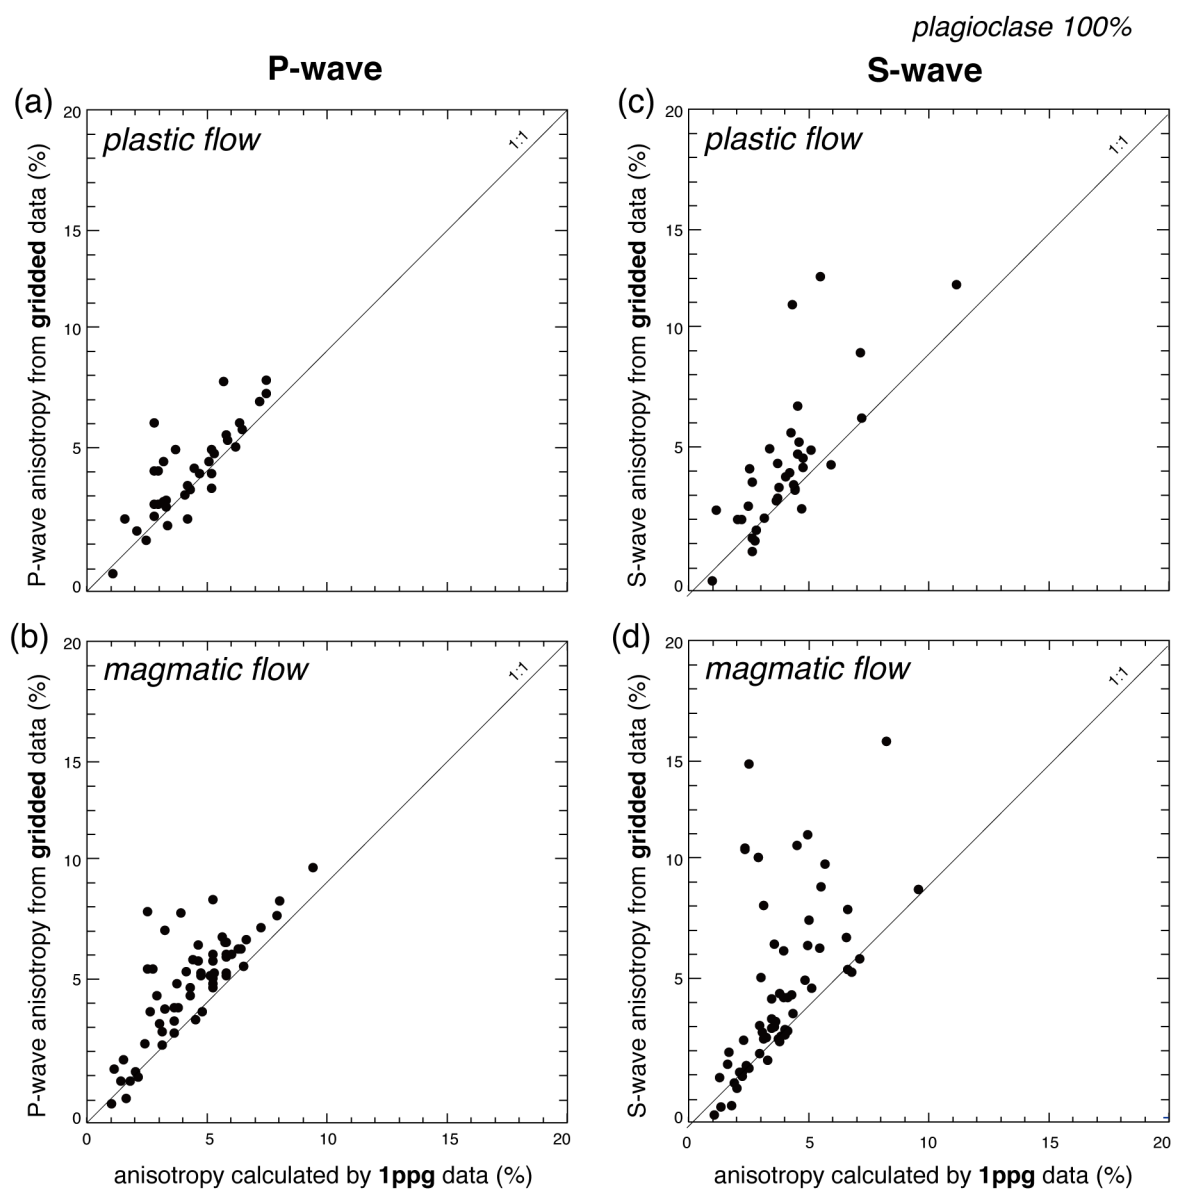 plagioclase 100%
P-wave
S-wave
(a)
plastic flow
1:1
20
15
10
5
0
P-wave anisotropy from gridded data (%)
(c)
plastic flow
1:1
20
15
10
5
0
S-wave anisotropy from gridded data (%)
(b)
magmatic flow
1:1
20
15
10
5
0
P-wave anisotropy from gridded data (%)
0 5 10 15 20
anisotropy calculated by 1ppg data (%)
(d)
magmatic flow
1:1
20
15
10
5
0
S-wave anisotropy from gridded data (%)
0 5 10 15 20
anisotropy calculated by 1ppg data (%)